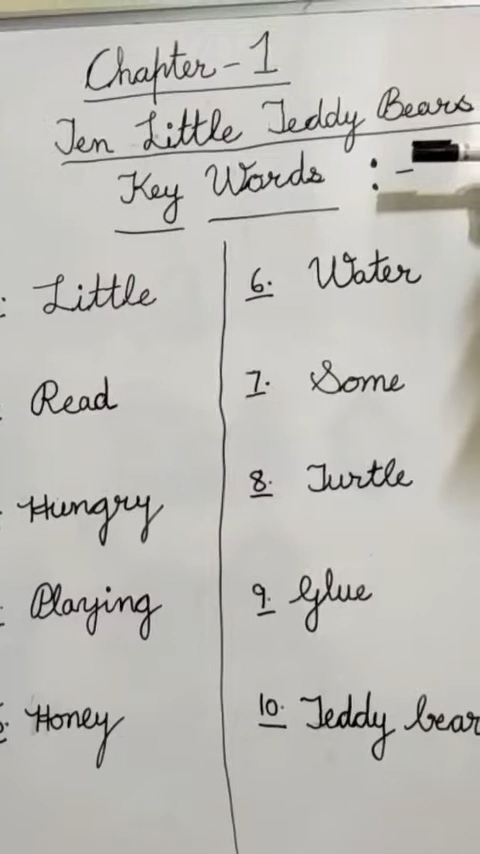 Chapter - 1
Ten Little Teddy Bears
Key Words :-
Little
Read
Hungry
Playing
Honey
6. Water
7. Some
8. Turtle
9. Glue
10. Teddy bear